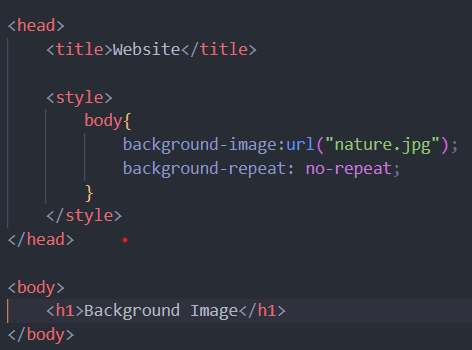 <head>
<title>Website</title>
<style>
body{
background-image:url("nature.jpg");
background-repeat: no-repeat;
}
</style>
</head>
<body>
<h1>Background Image</h1>
</body>